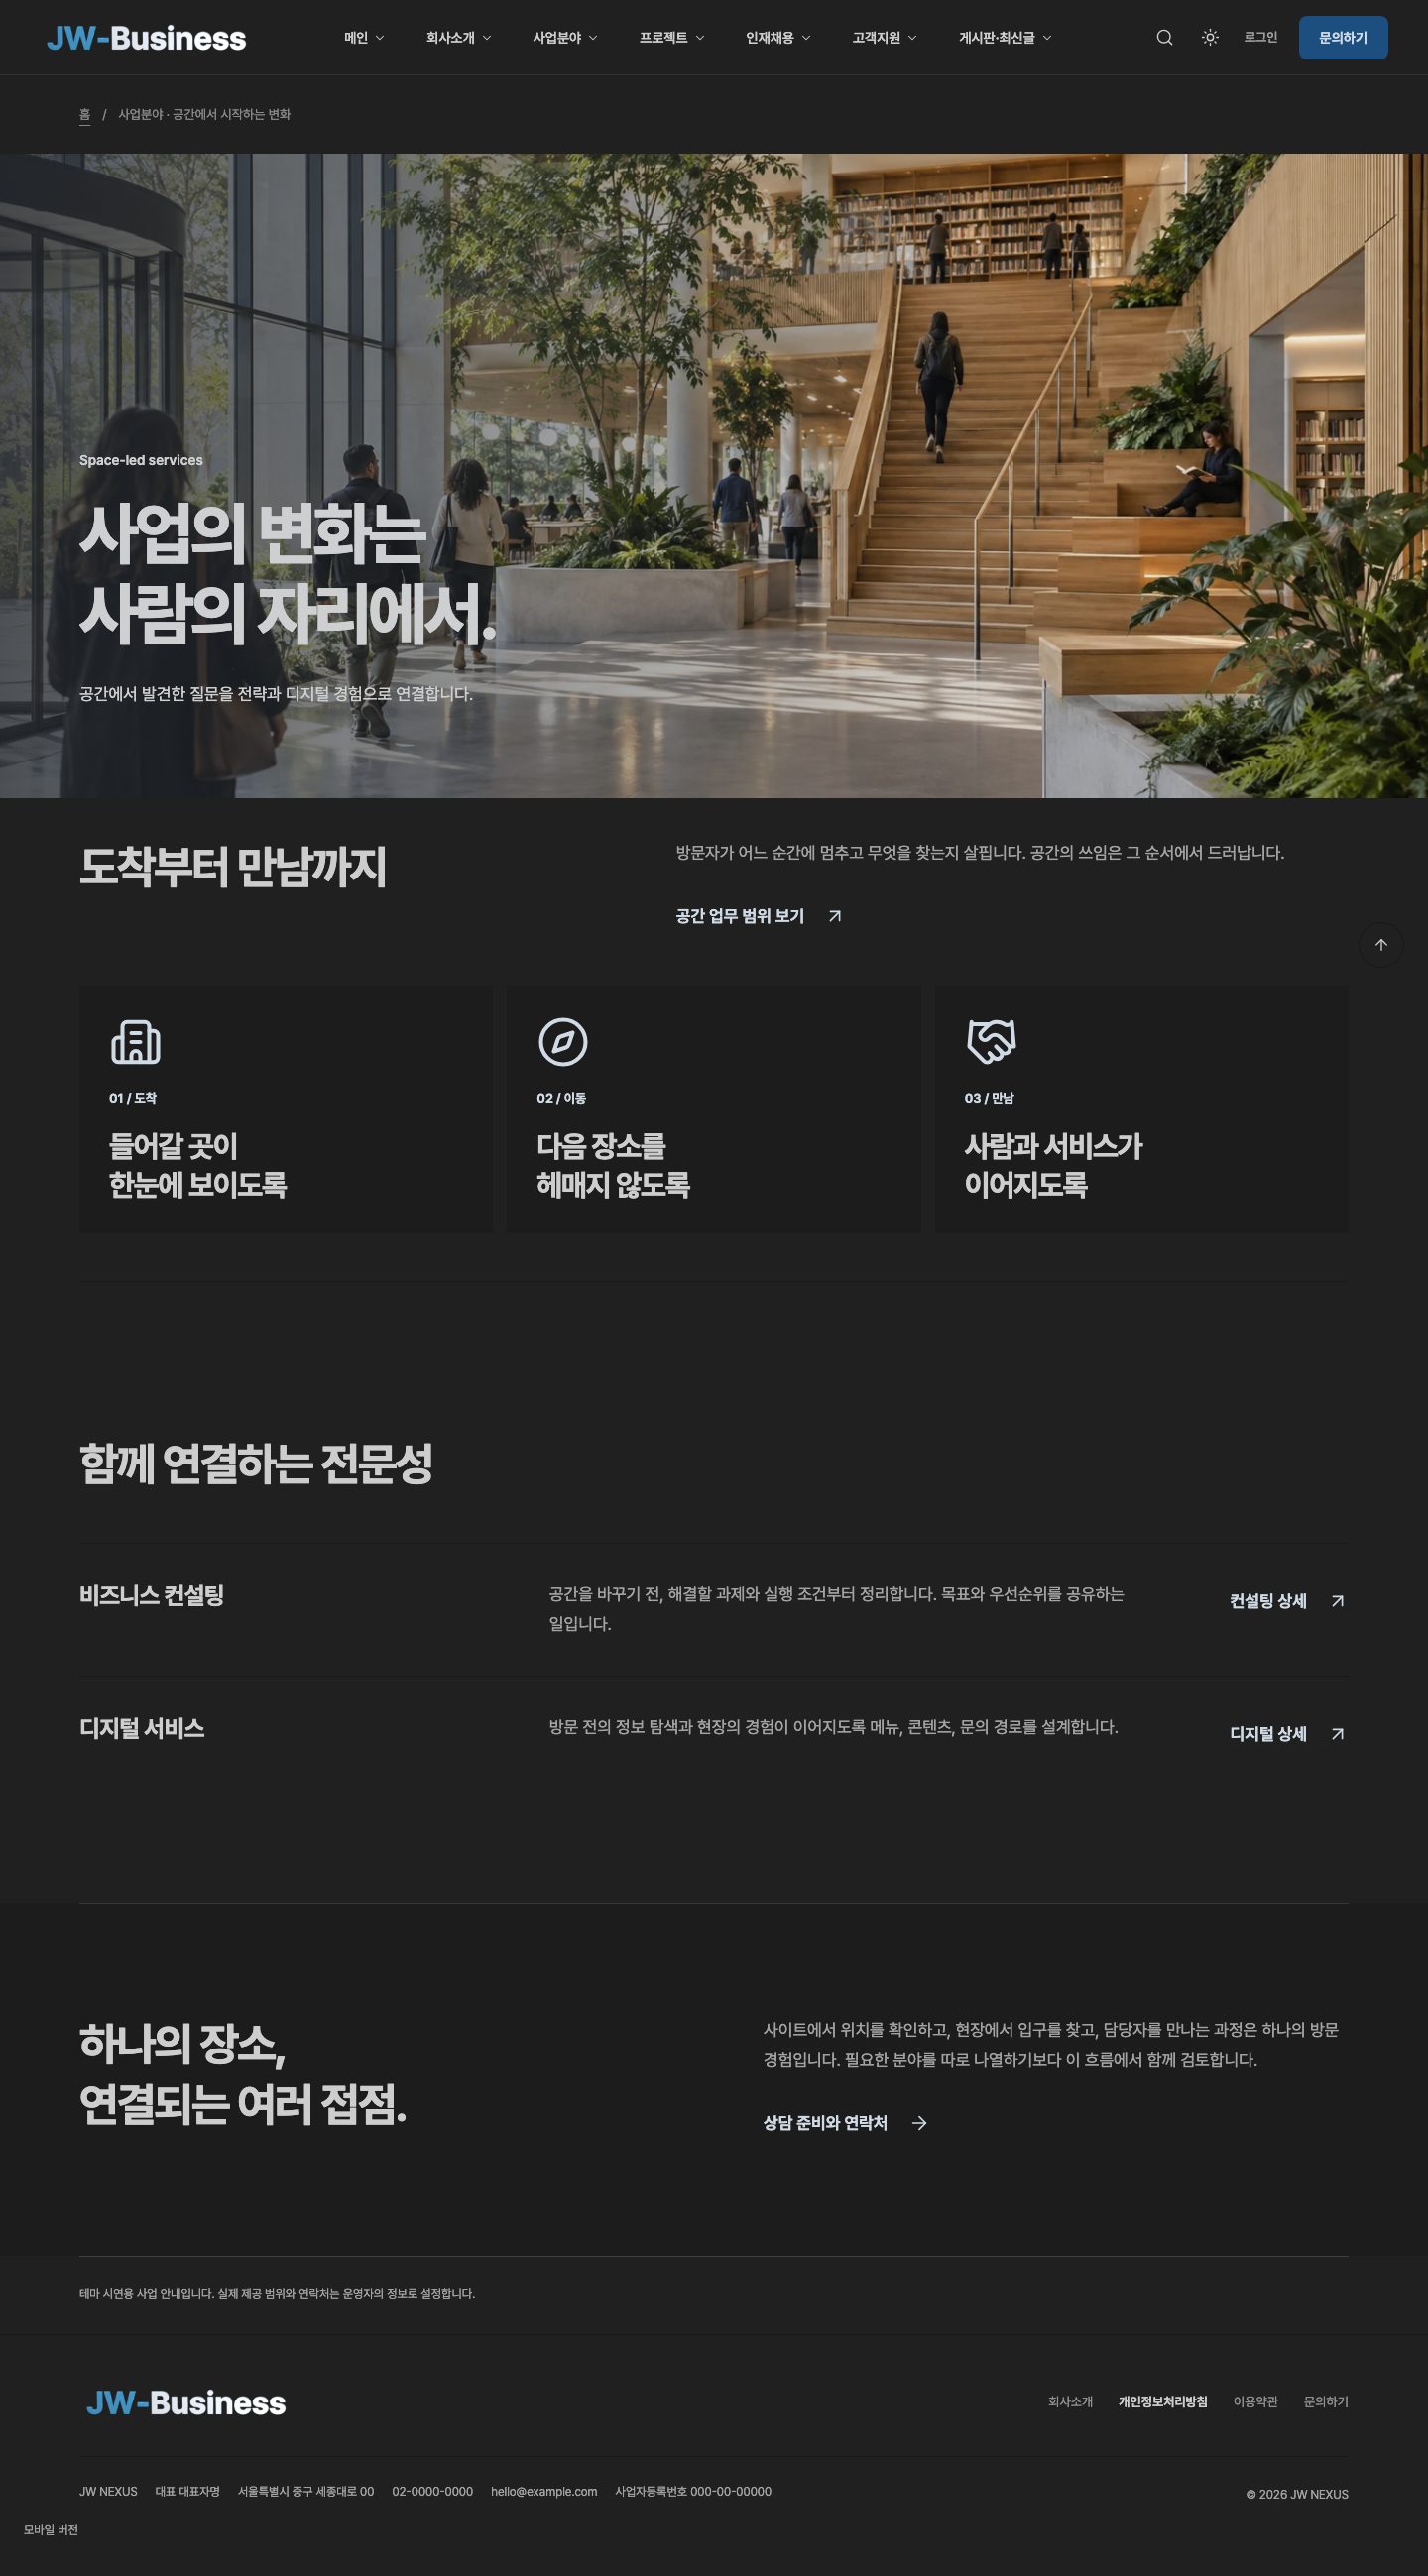 JW-Business
메인
회사소개
사업분야
프로젝트
인재채용
고객지원
게시판·최신글
로그인
문의하기
홈 / 사업분야 · 공간에서 시작하는 변화
Space-led services
사업의 변화는
사람의 자리에서.
공간에서 발견한 질문을 전략과 디지털 경험으로 연결합니다.
도착부터 만남까지
방문자가 어느 순간에 멈추고 무엇을 찾는지 살핍니다. 공간의 쓰임은 그 순서에서 드러납니다.
공간 업무 범위 보기
01 / 도착
들어갈 곳이
한눈에 보이도록
02 / 이동
다음 장소를
헤매지 않도록
03 / 만남
사람과 서비스가
이어지도록
함께 연결하는 전문성
비즈니스 컨설팅
공간을 바꾸기 전, 해결할 과제와 실행 조건부터 정리합니다. 목표와 우선순위를 공유하는
일입니다.
컨설팅 상세
디지털 서비스
방문 전의 정보 탐색과 현장의 경험이 이어지도록 메뉴, 콘텐츠, 문의 경로를 설계합니다.
디지털 상세
하나의 장소,
연결되는 여러 접점.
사이트에서 위치를 확인하고, 현장에서 입구를 찾고, 담당자를 만나는 과정은 하나의 방문
경험입니다. 필요한 분야를 따로 나열하기보다 이 흐름에서 함께 검토합니다.
상담 준비와 연락처
테마 시연용 사업 안내입니다. 실제 제공 범위와 연락처는 운영자의 정보로 설정합니다.
JW-Business
회사소개
개인정보처리방침
이용약관
문의하기
JW NEXUS 대표 대표자명 서울특별시 중구 세종대로 00 02-0000-0000 hello@example.com 사업자등록번호 000-00-00000
© 2026 JW NEXUS
모바일 버전